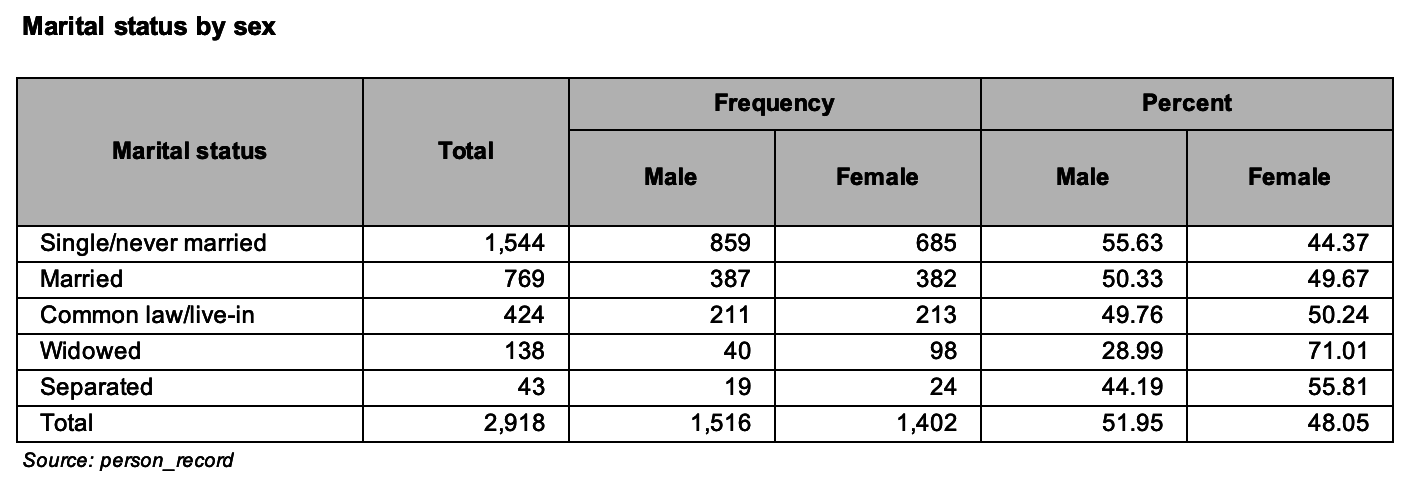 Marital status by sex
Marital status Total Frequency Percent
Male Female Male Female
Single/never married 1,544 859 685 55.63 44.37
Married 769 387 382 50.33 49.67
Common law/live-in 424 211 213 49.76 50.24
Widowed 138 40 98 28.99 71.01
Separated 43 19 24 44.19 55.81
Total 2,918 1,516 1,402 51.95 48.05
Source: person_record